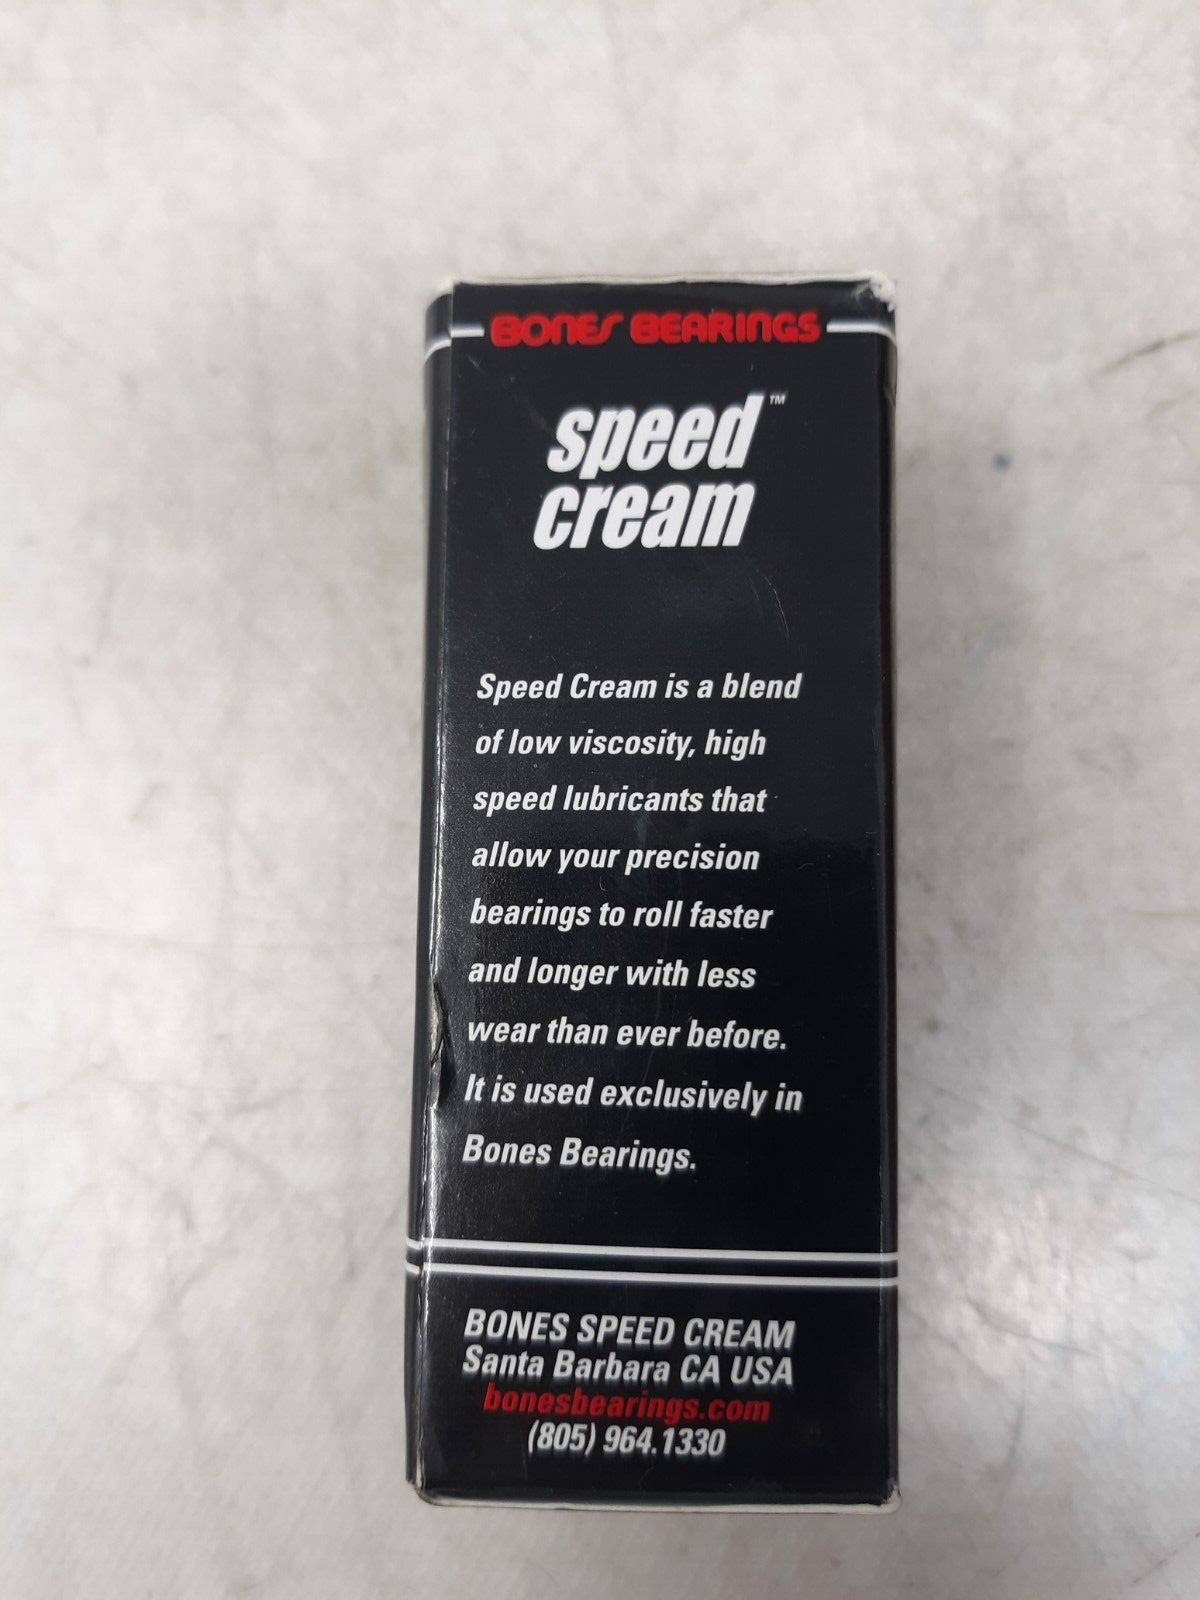 BONES BEARINGS
speed™
cream
Speed Cream is a blend
of low viscosity, high
speed lubricants that
allow your precision
bearings to roll faster
and longer with less
wear than ever before.
It is used exclusively in
Bones Bearings.
BONES SPEED CREAM
Santa Barbara CA USA
bonesbearings.com
(805) 964.1330